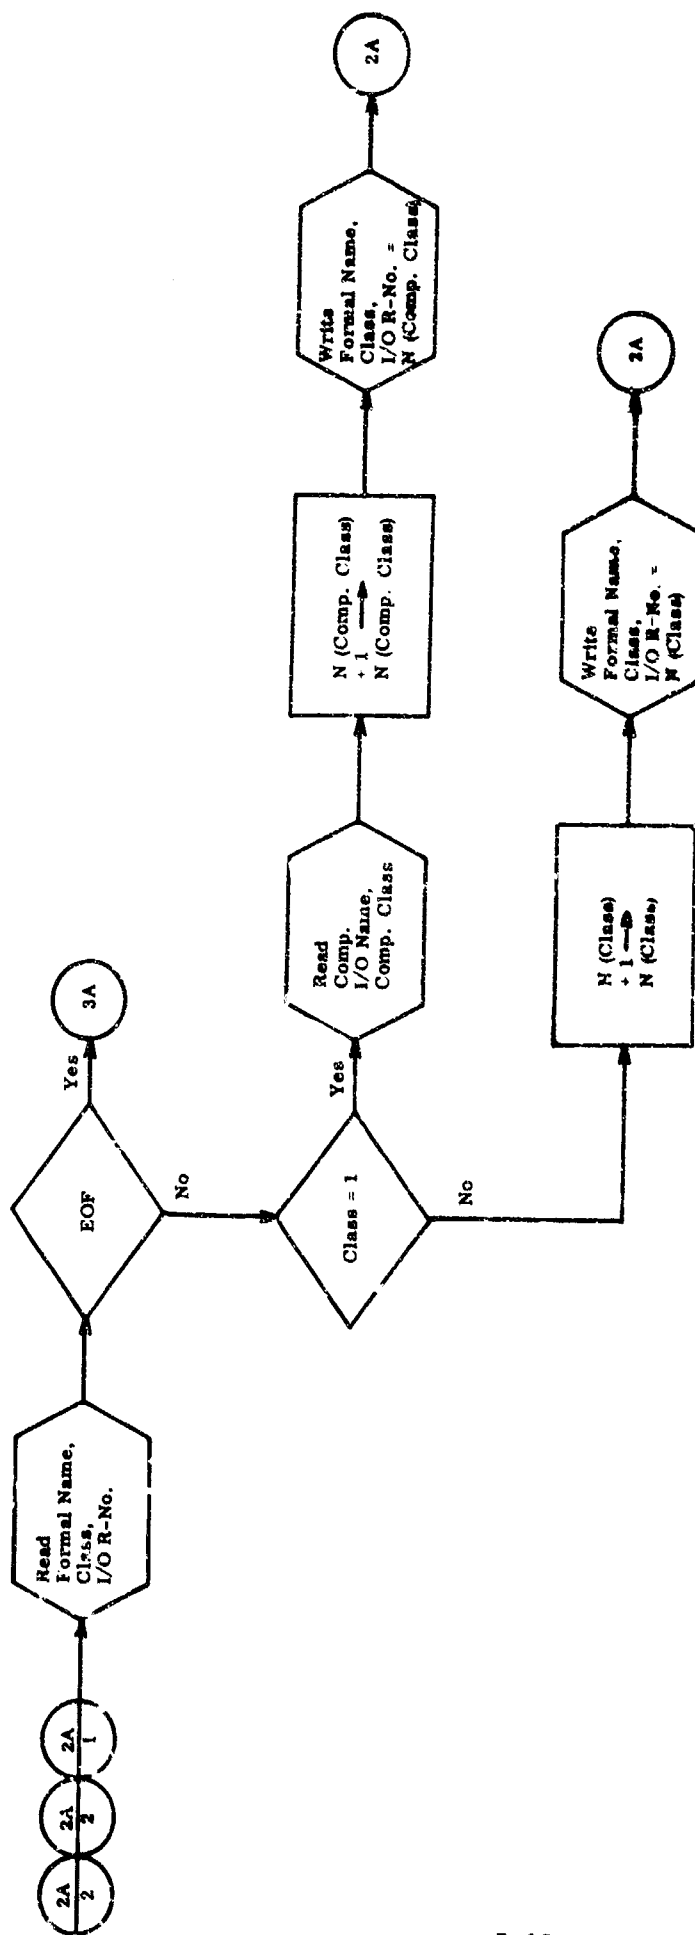 2A
2
2A
2
2A
1
Read
Formal Name,
Class,
I/O R-No.
EOF
Yes
3A
No
Class = 1
Yes
Read
Comp.
I/O Name,
Comp. Class
N (Comp. Class)
+ 1
N (Comp. Class)
Write
Formal Name,
Class,
I/O R-No. =
N (Comp. Class)
2A
No
N (Class)
+ 1
N (Class)
Write
Formal Name,
Class,
I/O R-No. =
N (Class)
2A